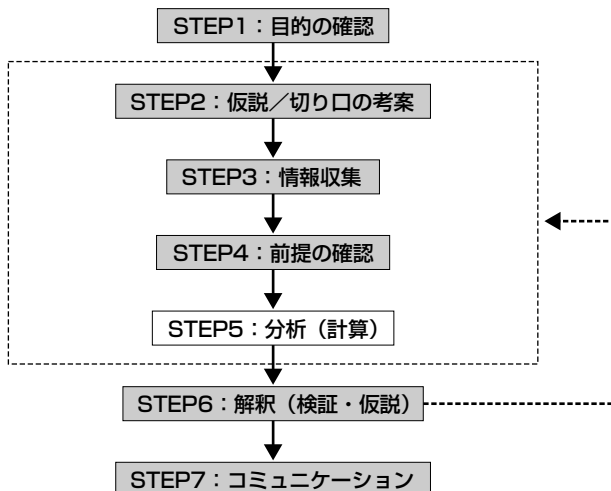 STEP1：目的の確認
STEP2：仮説／切り口の考案
STEP3：情報収集
STEP4：前提の確認
STEP5：分析（計算）
STEP6：解釈（検証・仮説）
STEP7：コミュニケーション